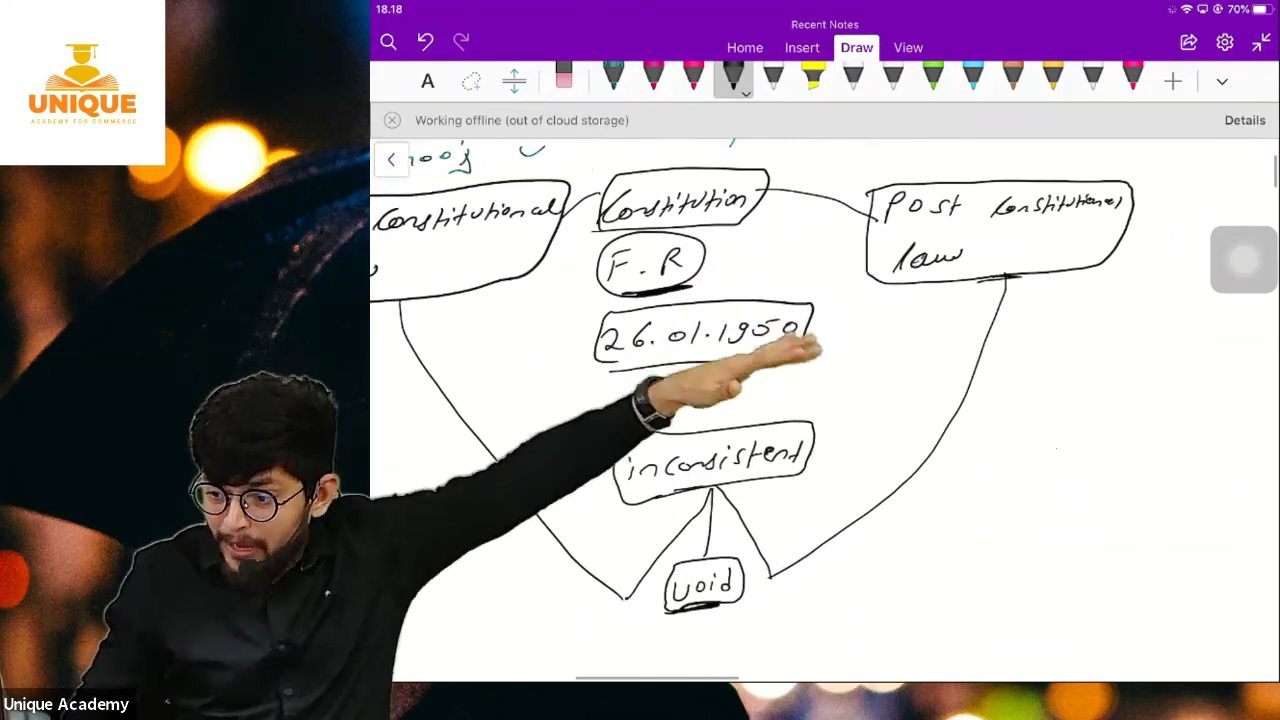 UNIQUE
ACADEMY FOR COMMERCE
18.18
70%
Recent Notes
Home Insert Draw View
A
Working offline (out of cloud storage)
Details
Constitutional
Constitution
Post Constitutional
law
F.R
26.01.1950
inconsistent
void
Unique Academy